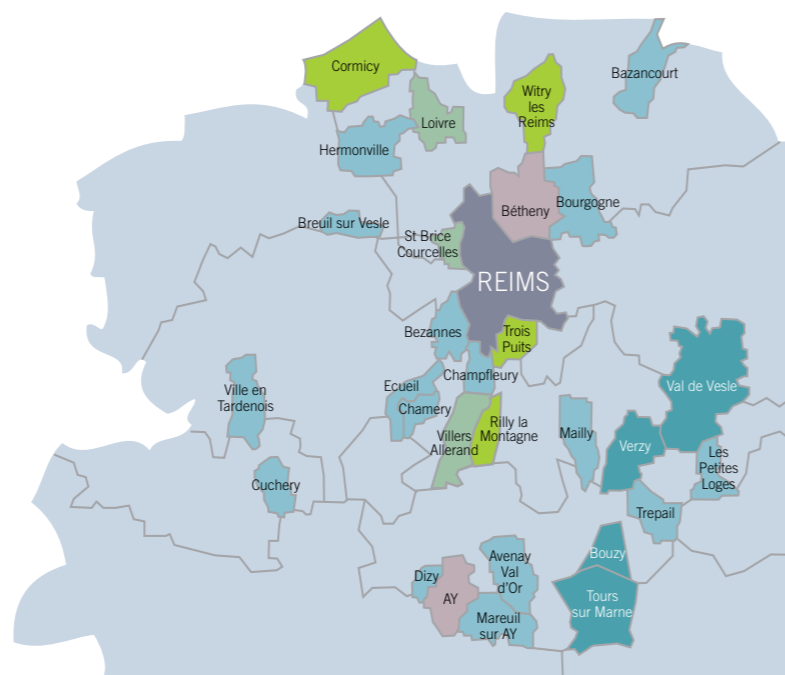 Cormicy
Bazancourt
Witry
les
Reims
Loivre
Hermonville
Bourgogne
Bétheny
Breuil sur Vesle
St Brice
Courcelles
REIMS
Bezannes
Trois
Puits
Champfleury
Ecueil
Chamery
Ville en
Tardenois
Val de Vesle
Villers
Allerand
Rilly la
Montagne
Mailly
Verzy
Les
Petites
Loges
Cuchery
Trepail
Bouzy
Avenay
Val
d'Or
Dizy
AY
Tours
sur Marne
Mareuil
sur AY